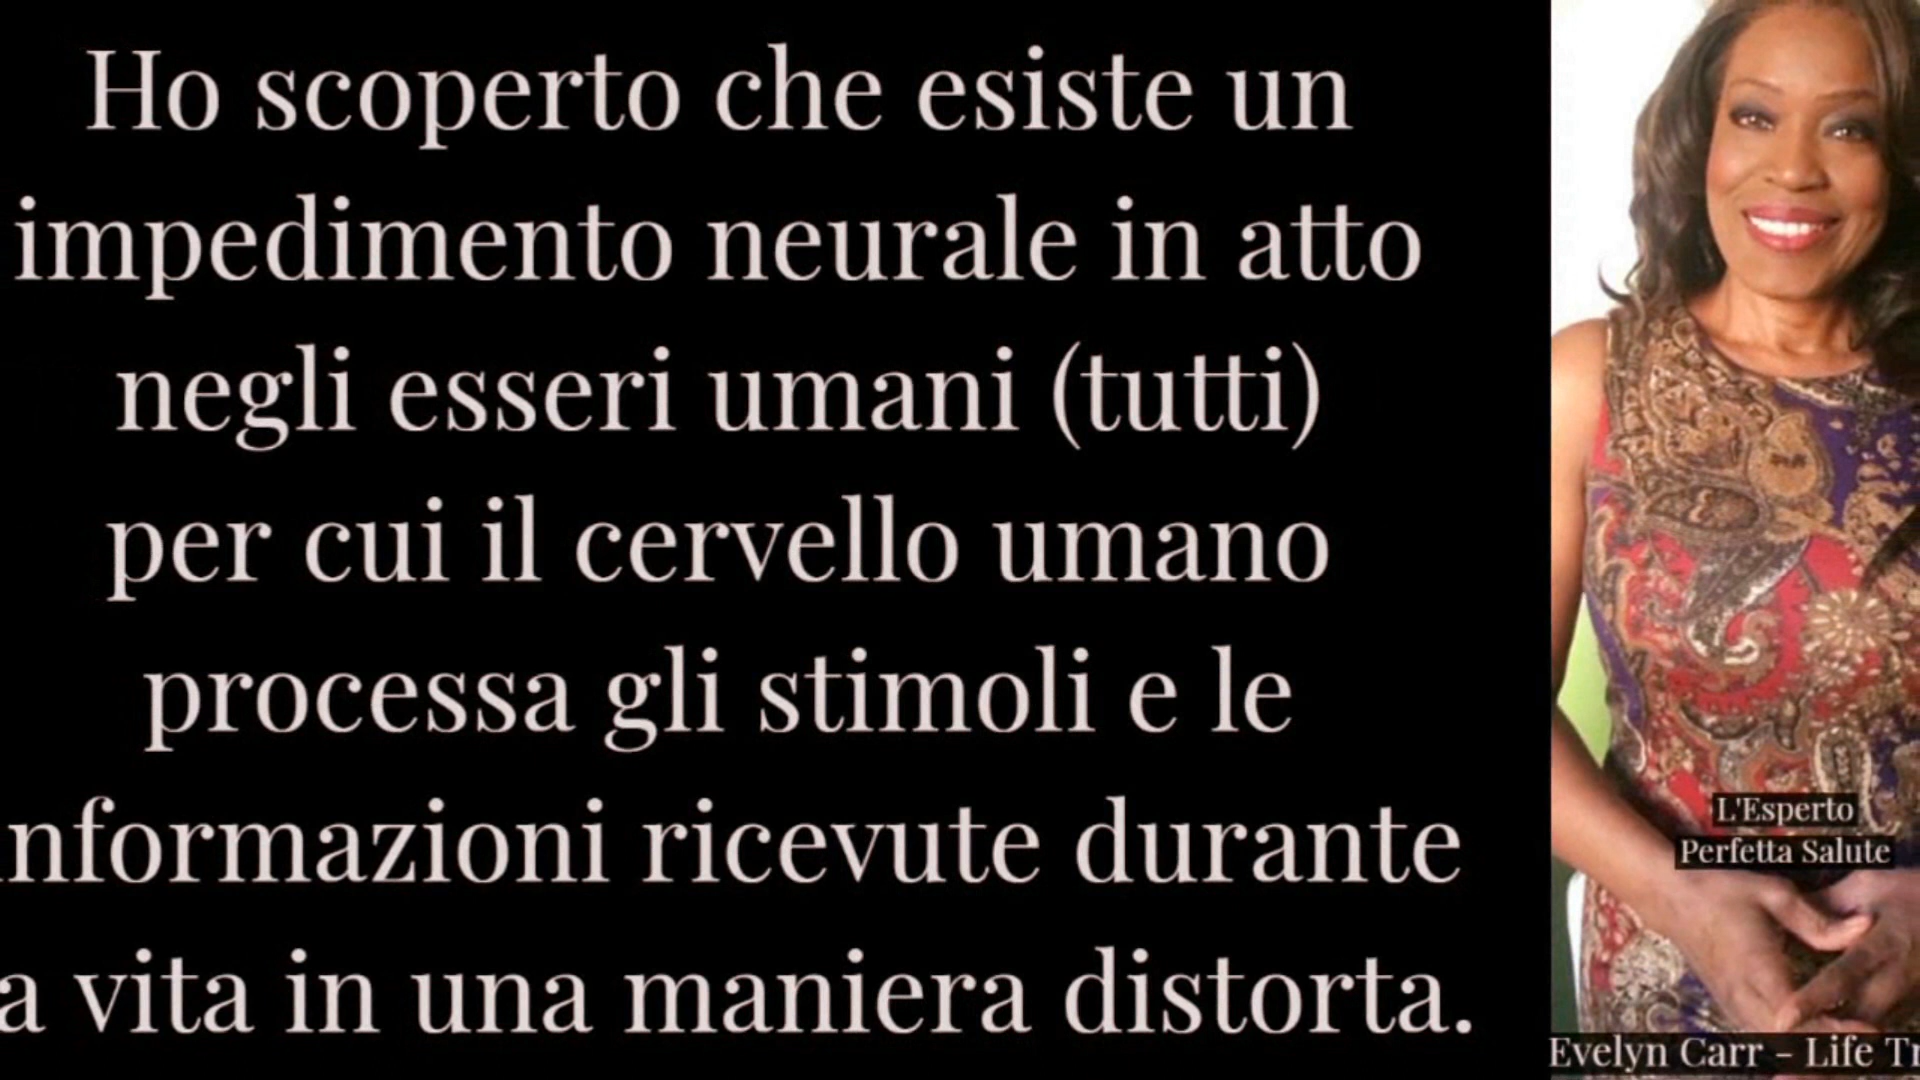 Ho scoperto che esiste un
impedimento neurale in atto
negli esseri umani (tutti)
per cui il cervello umano
processa gli stimoli e le
nformazioni ricevute durante
a vita in una maniera distorta.
L'Esperto
Perfetta Salute
Evelyn Carr - Life Tr